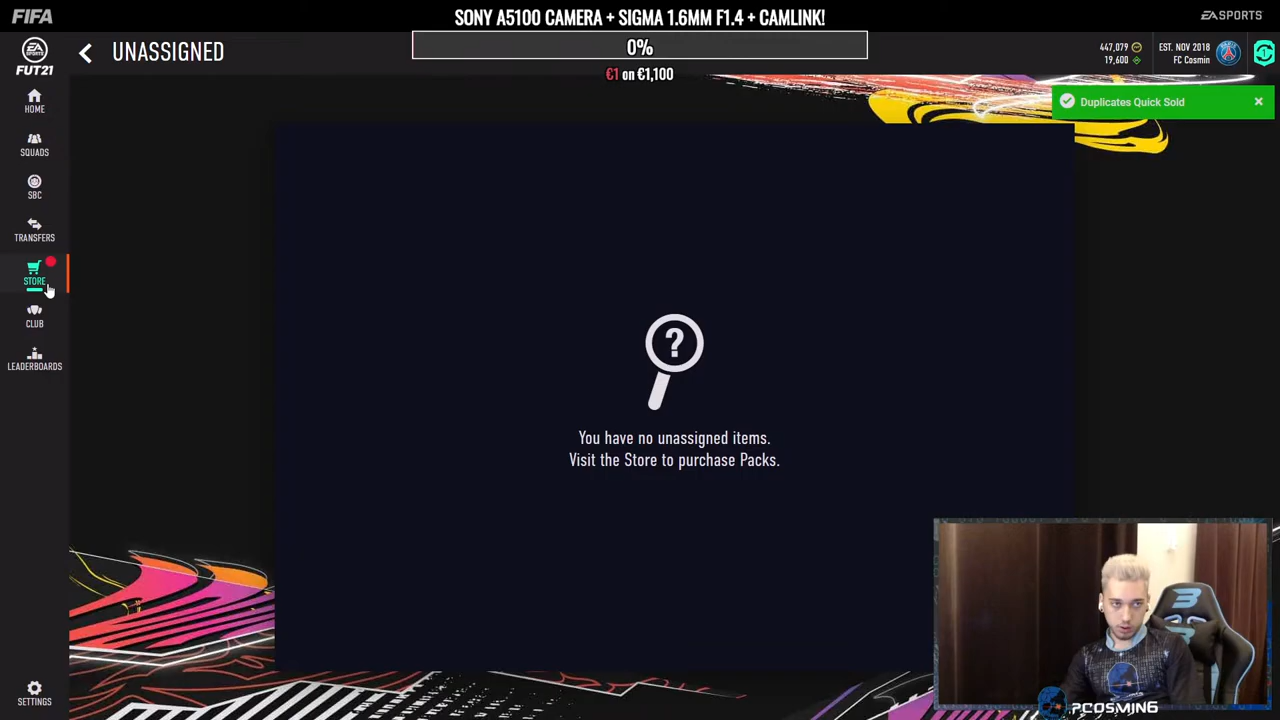 FIFA
SONY A5100 CAMERA + SIGMA 1.6MM F1.4 + CAMLINK!
EA SPORTS
0%
€1 on €1,100
EA SPORTS
FUT21
UNASSIGNED
447,079
19,600
EST. NOV 2018
FC Cosmin
Duplicates Quick Sold
HOME
SQUADS
SBC
TRANSFERS
STORE
CLUB
LEADERBOARDS
You have no unassigned items.
Visit the Store to purchase Packs.
SETTINGS
PCOSMIN6